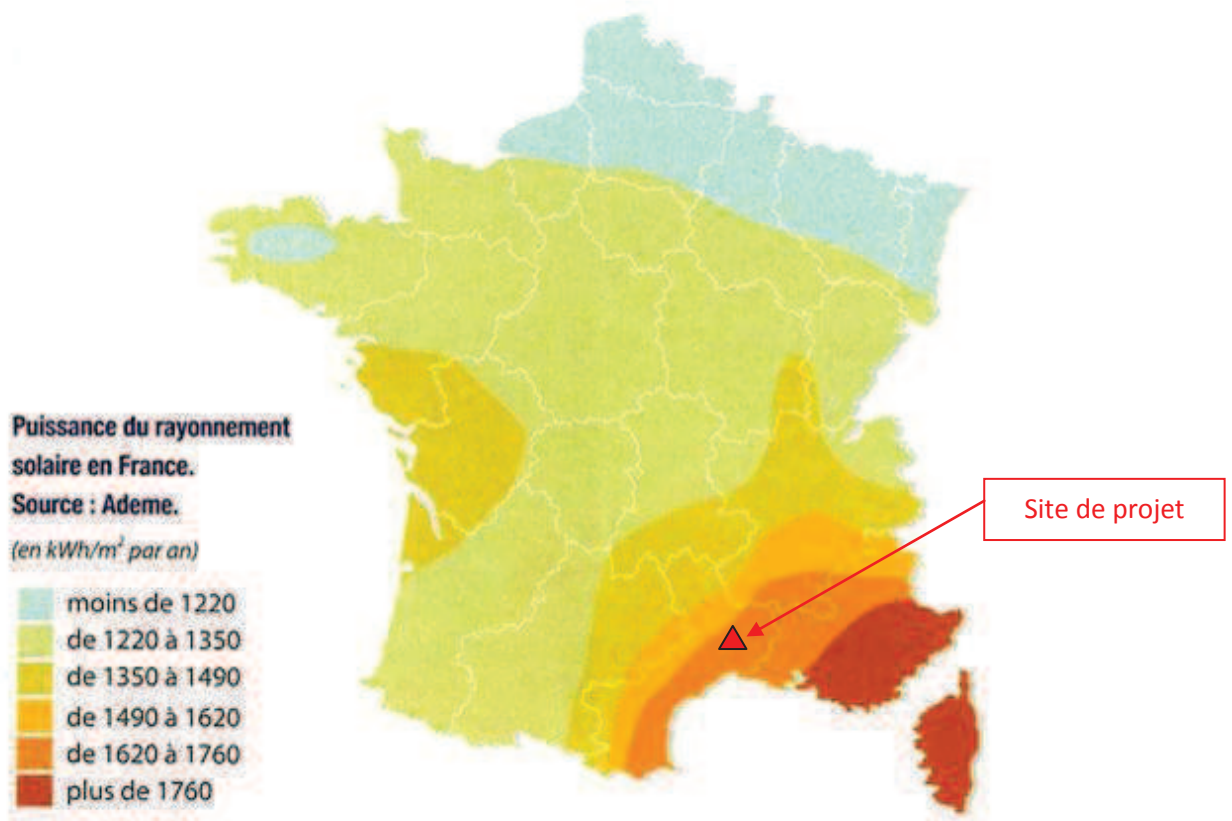 Puissance du rayonnement
solaire en France.
Source : Ademe.
(en kWh/m² par an)
moins de 1220
de 1220 à 1350
de 1350 à 1490
de 1490 à 1620
de 1620 à 1760
plus de 1760
Site de projet